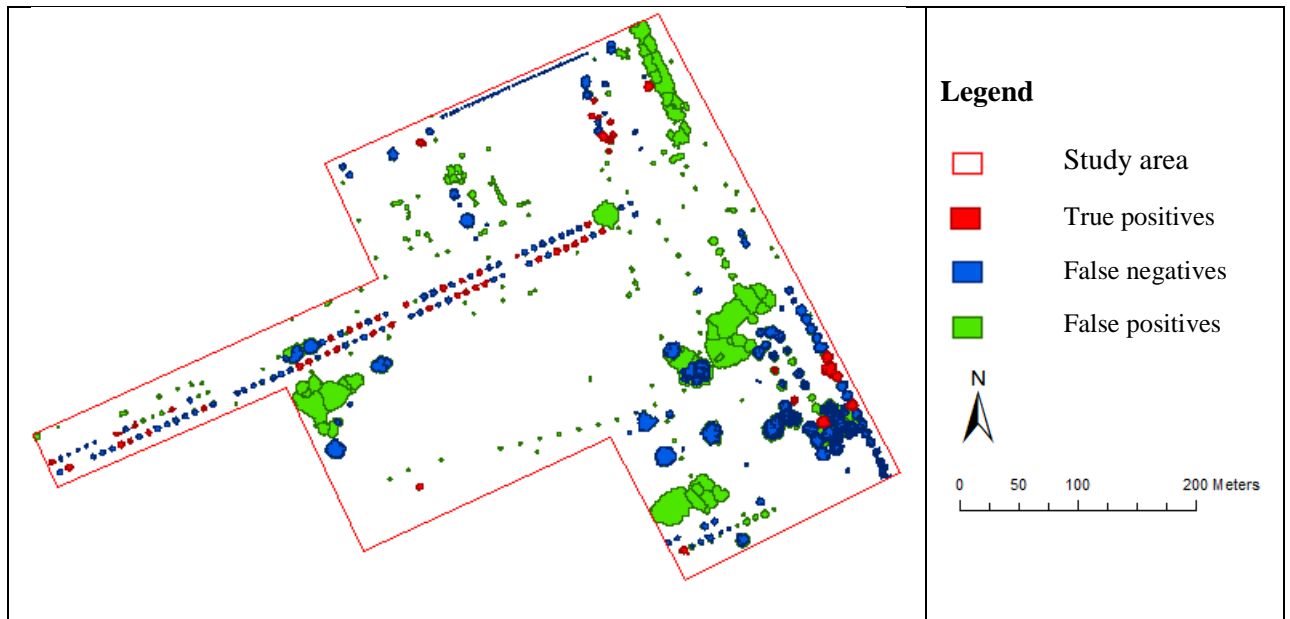 Legend
Study area
True positives
False negatives
False positives
N
0 50 100 200 Meters